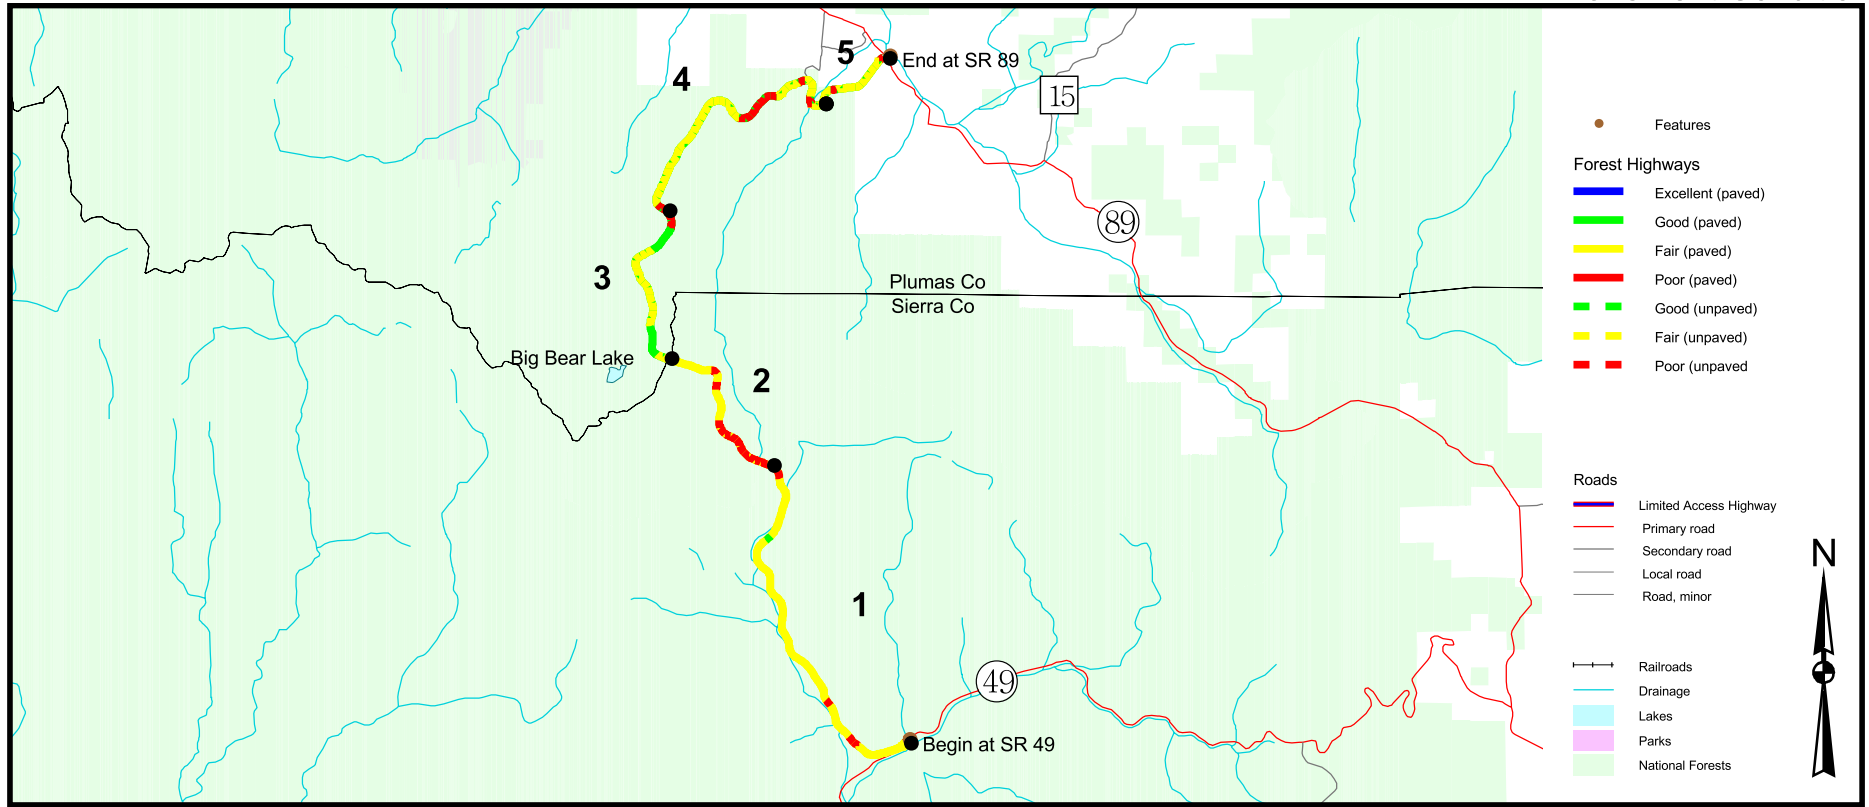 5
End at SR 89
4
15
89
3
Plumas Co
Sierra Co
Big Bear Lake
2
1
49
Begin at SR 49
Features
Forest Highways
Excellent (paved)
Good (paved)
Fair (paved)
Poor (paved)
Good (unpaved)
Fair (unpaved)
Poor (unpaved
Roads
Limited Access Highway
Primary road
Secondary road
Local road
Road, minor
N
Railroads
Drainage
Lakes
Parks
National Forests